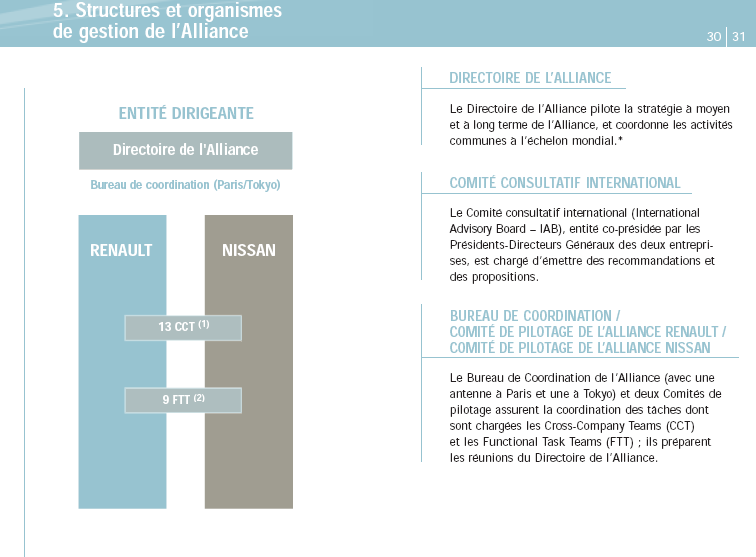 5. Structures et organismes
de gestion de l'Alliance
30 31
ENTITÉ DIRIGEANTE
Directoire de l'Alliance
Bureau de coordination (Paris/Tokyo)
RENAULT
NISSAN
13 CCT (1)
9 FTT (2)
DIRECTOIRE DE L'ALLIANCE
Le Directoire de l'Alliance pilote la stratégie à moyen
et à long terme de l'Alliance, et coordonne les activités
communes à l'échelon mondial.*
COMITÉ CONSULTATIF INTERNATIONAL
Le Comité consultatif international (International
Advisory Board – IAB), entité co-présidée par les
Présidents-Directeurs Généraux des deux entrepri-
ses, est chargé d'émettre des recommandations et
des propositions.
BUREAU DE COORDINATION /
COMITÉ DE PILOTAGE DE L'ALLIANCE RENAULT /
COMITÉ DE PILOTAGE DE L'ALLIANCE NISSAN
Le Bureau de Coordination de l'Alliance (avec une
antenne à Paris et une à Tokyo) et deux Comités de
pilotage assurent la coordination des tâches dont
sont chargées les Cross-Company Teams (CCT)
et les Functional Task Teams (FTT) ; ils préparent
les réunions du Directoire de l'Alliance.